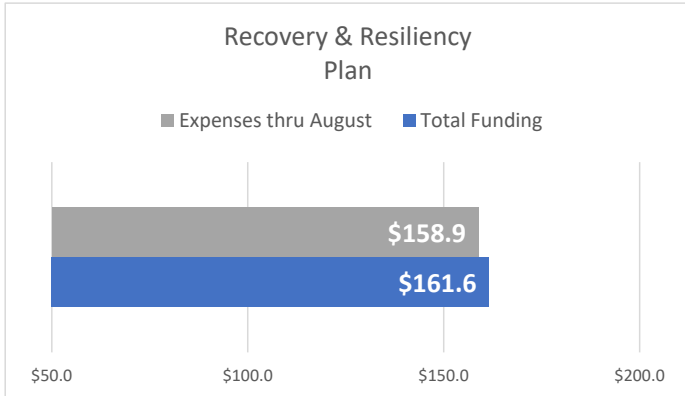 Recovery & Resiliency
Plan
Expenses thru August
Total Funding
$158.9
$161.6
$50.0
$100.0
$150.0
$200.0